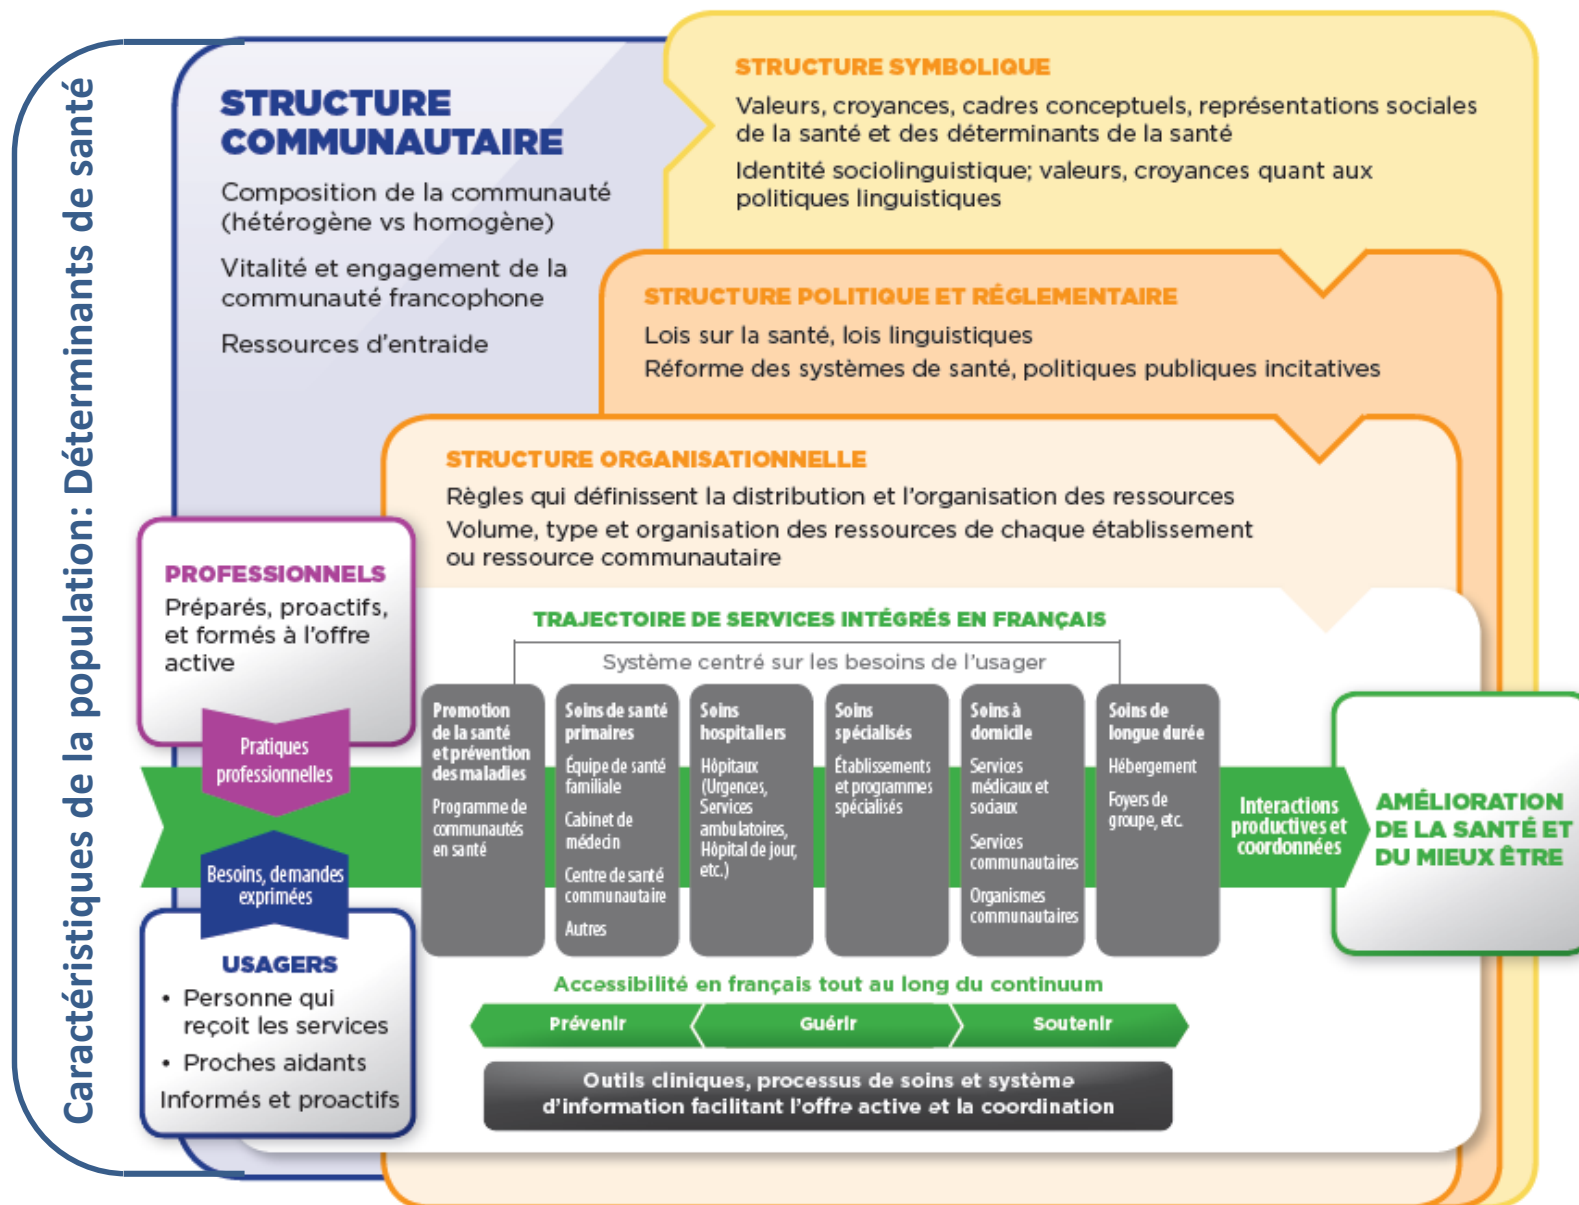 Caractéristiques de la population: Déterminants de santé
STRUCTURE
COMMUNAUTAIRE
Composition de la communauté
(hétérogène vs homogène)
Vitalité et engagement de la
communauté francophone
Ressources d'entraide
STRUCTURE SYMBOLIQUE
Valeurs, croyances, cadres conceptuels, représentations sociales
de la santé et des déterminants de la santé
Identité sociolinguistique; valeurs, croyances quant aux
politiques linguistiques
STRUCTURE POLITIQUE ET RÉGLEMENTAIRE
Lois sur la santé, lois linguistiques
Réforme des systèmes de santé, politiques publiques incitatives
STRUCTURE ORGANISATIONNELLE
Règles qui définissent la distribution et l'organisation des ressources
Volume, type et organisation des ressources de chaque établissement
ou ressource communautaire
PROFESSIONNELS
Préparés, proactifs,
et formés à l'offre
active
Pratiques
professionnelles
Besoins, demandes
exprimées
USAGERS
• Personne qui
reçoit les services
• Proches aidants
Informés et proactifs
TRAJECTOIRE DE SERVICES INTÉGRÉS EN FRANÇAIS
Système centré sur les besoins de l'usager
Promotion
de la santé
et prévention
des maladies
Programme de
communautés
en santé
Soins de santé
primaires
Équipe de santé
familiale
Cabinet de
médecin
Centre de santé
communautaire
Autres
Soins
hospitaliers
Hôpitaux
(Urgences,
Services
ambulatoires,
Hôpital de jour,
etc.)
Soins
spécialisés
Établissements
et programmes
spécialisés
Soins à
domicile
Services
médicaux et
sociaux
Services
communautaires
Organismes
communautaires
Soins de
longue durée
Hébergement
Foyers de
groupe, etc.
Interactions
productives et
coordonnées
AMÉLIORATION
DE LA SANTÉ ET
DU MIEUX ÊTRE
Accessibilité en français tout au long du continuum
Prévenir
Guérir
Soutenir
Outils cliniques, processus de soins et système
d'information facilitant l'offre active et la coordination